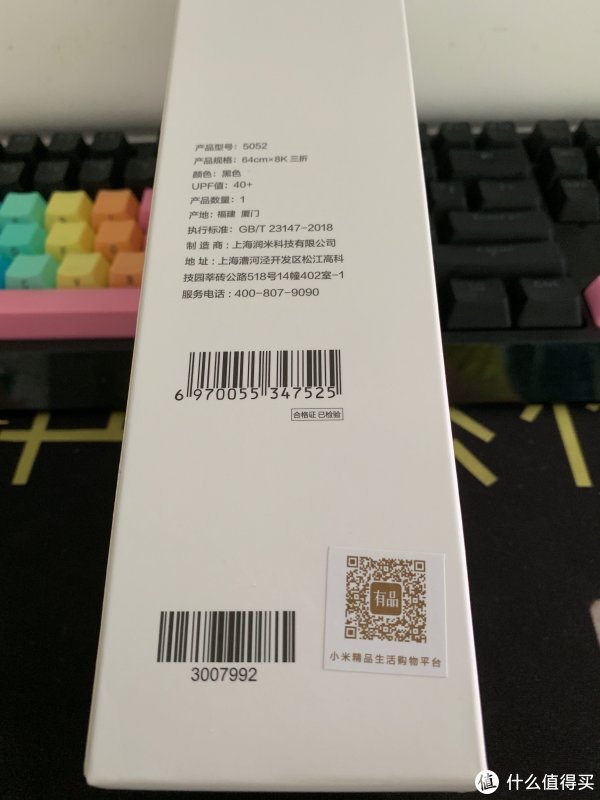 产品型号：5052
产品规格：64cm×8K 三折
颜色：黑色
UPF值：40+
产品数量：1
产地：福建 厦门
执行标准：GB/T 23147-2018
制 造 商：上海润米科技有限公司
地 址：上海漕河泾开发区松江高科
技园莘砖公路518号14幢402室-1
服务电话：400-807-9090
6 970055 347525
合格证 已检验
有品
小米精品生活购物平台
3007992
值 什么值得买